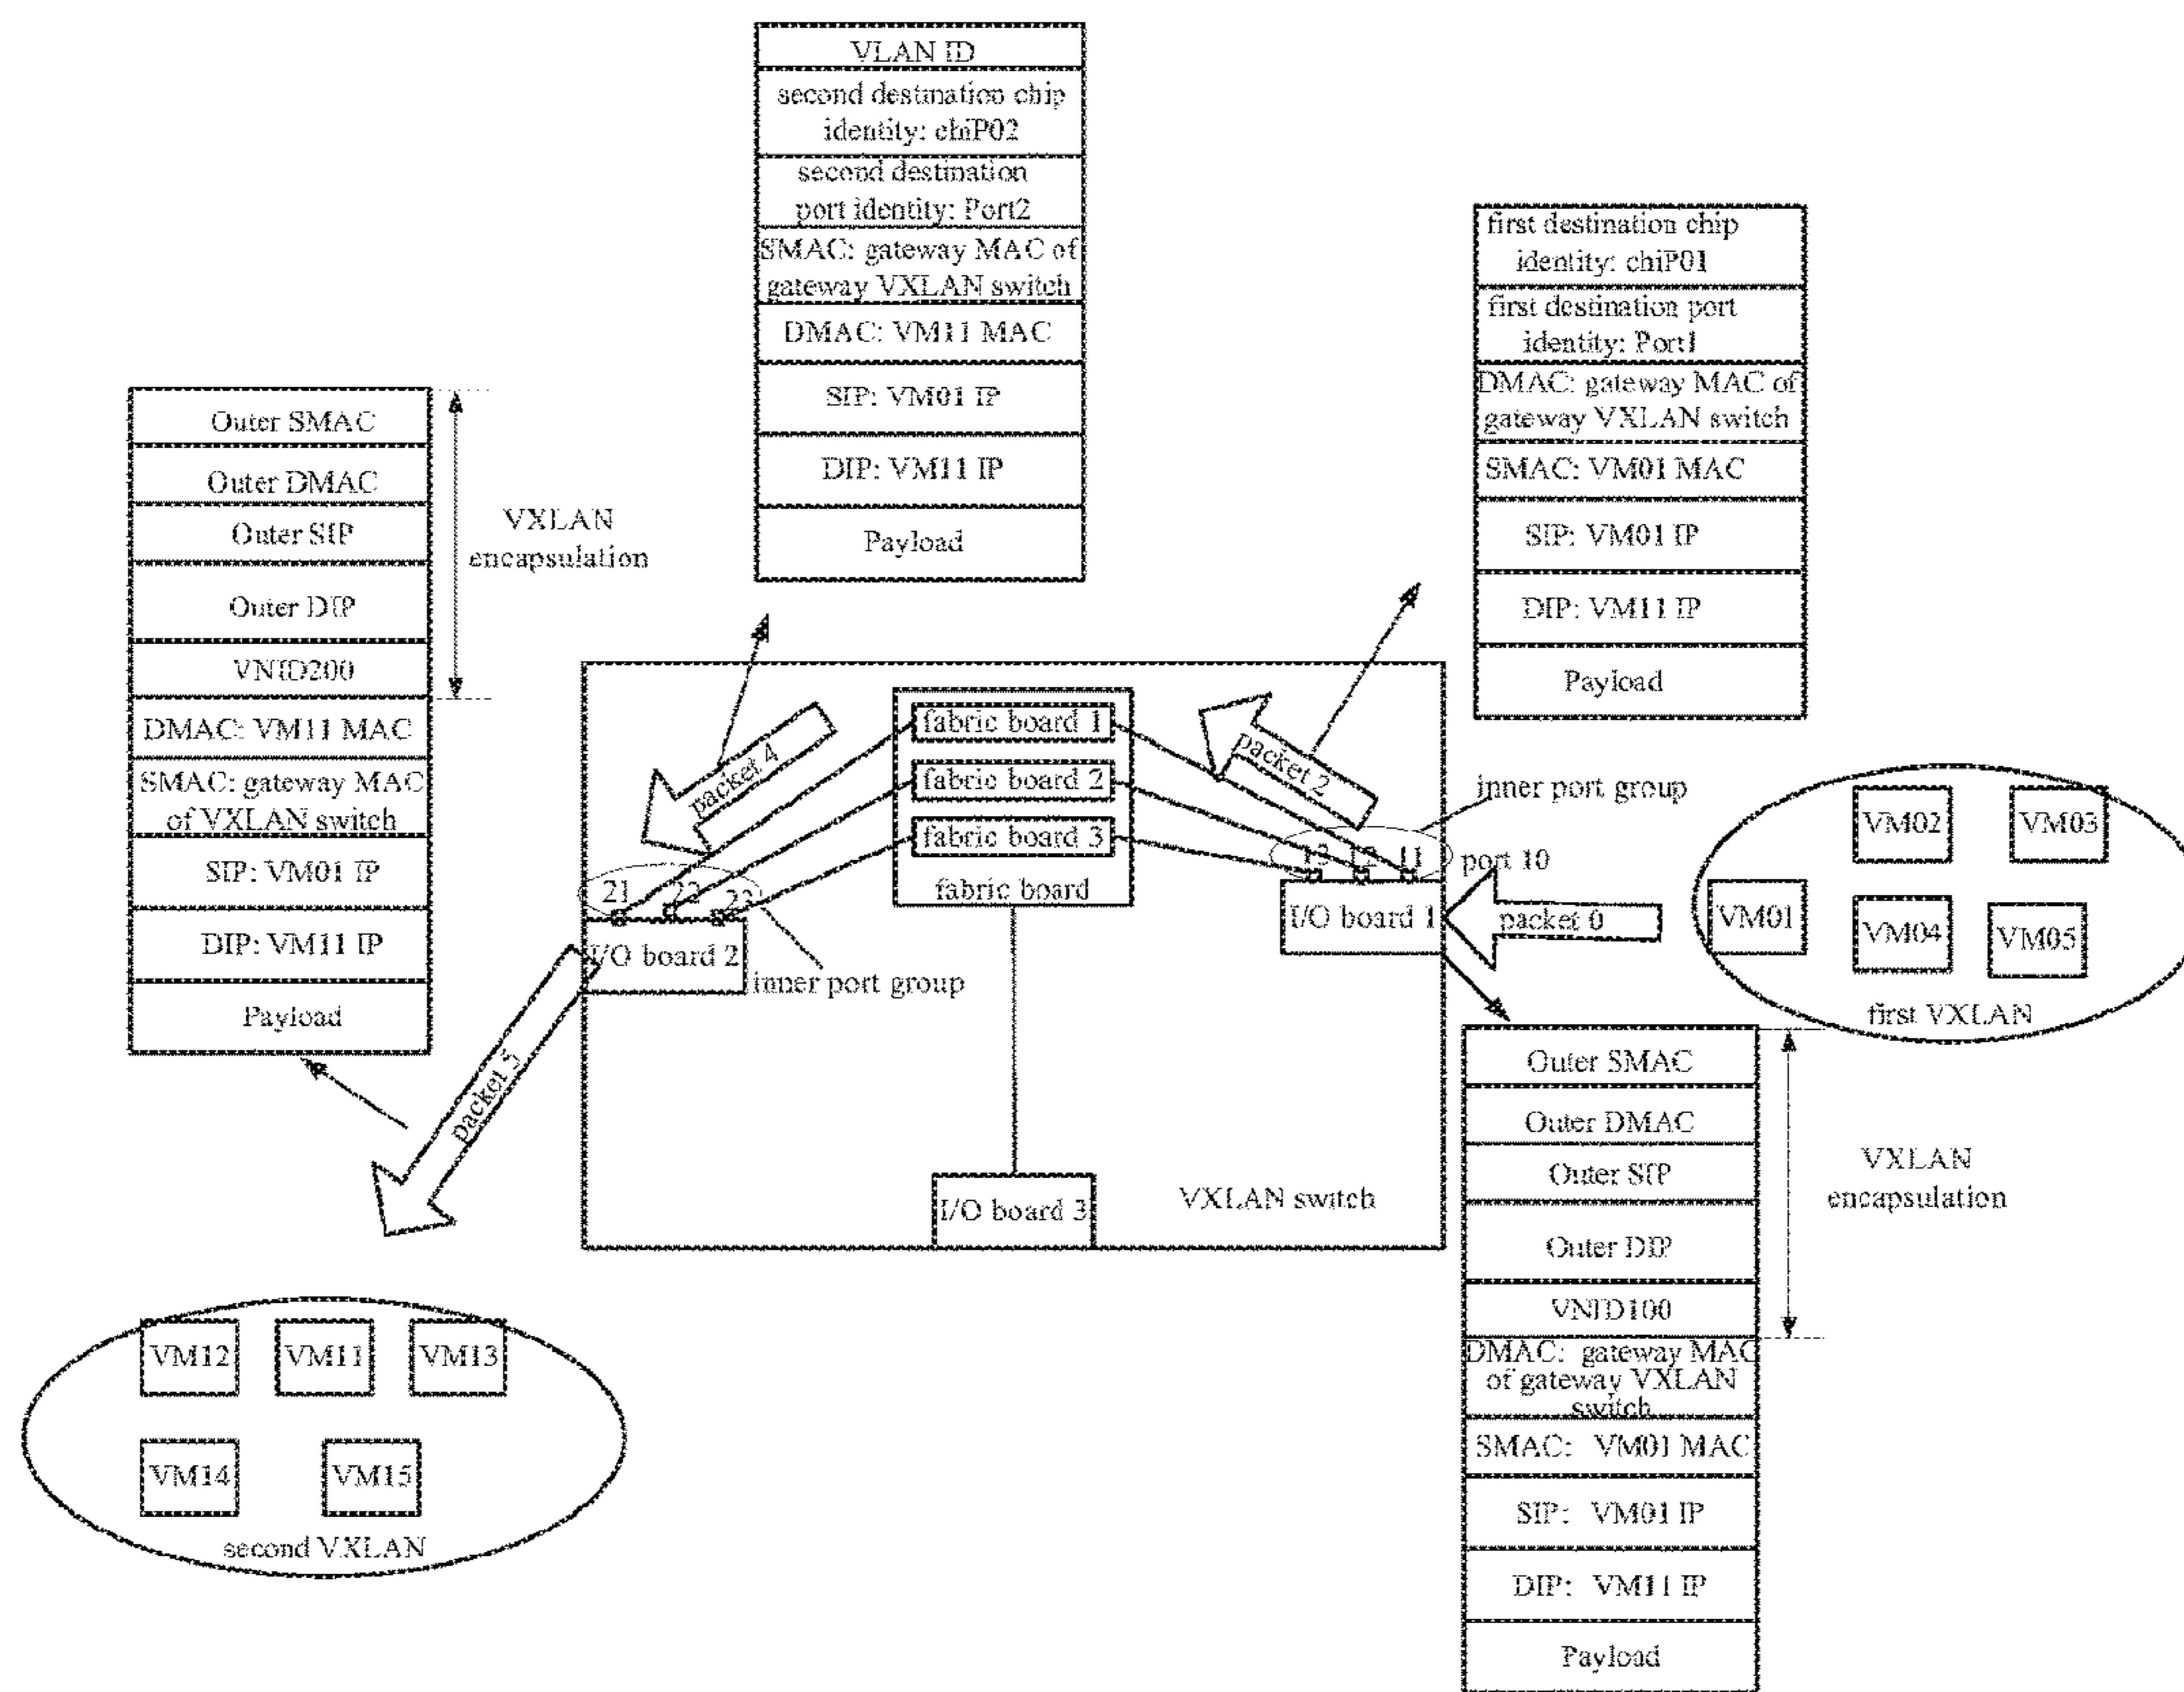 VLAN ID
second destination chip
identity: chiP02
second destination
port identity: Port2
SMAC: gateway MAC of
gateway VXLAN switch
DMAC: VM11 MAC
SIP: VM01 IP
DIP: VM11 IP
Payload
first destination chip
identity: chiP01
first destination port
identity: Port1
DMAC: gateway MAC of
gateway VXLAN switch
SMAC: VM01 MAC
SIP: VM01 IP
DIP: VM11 IP
Payload
Outer SMAC
Outer DMAC
Outer SIP
Outer DIP
VNID200
DMAC: VM11 MAC
SMAC: gateway MAC
of VXLAN switch
SIP: VM01 IP
DIP: VM11 IP
Payload
VXLAN
encapsulation
packet 4
fabric board 1
fabric board 2
fabric board 3
fabric board
packet 2
inner port group
13 12 11
port 10
I/O board 1
packet 0
21 22 23
I/O board 2
inner port group
packet 5
I/O board 3
VXLAN switch
VM02
VM03
VM01
VM04
VM05
first VXLAN
Outer SMAC
Outer DMAC
Outer SIP
Outer DIP
VNID100
DMAC: gateway MAC
of gateway VXLAN
switch
SMAC: VM01 MAC
SIP: VM01 IP
DIP: VM11 IP
Payload
VXLAN
encapsulation
VM12
VM11
VM13
VM14
VM15
second VXLAN